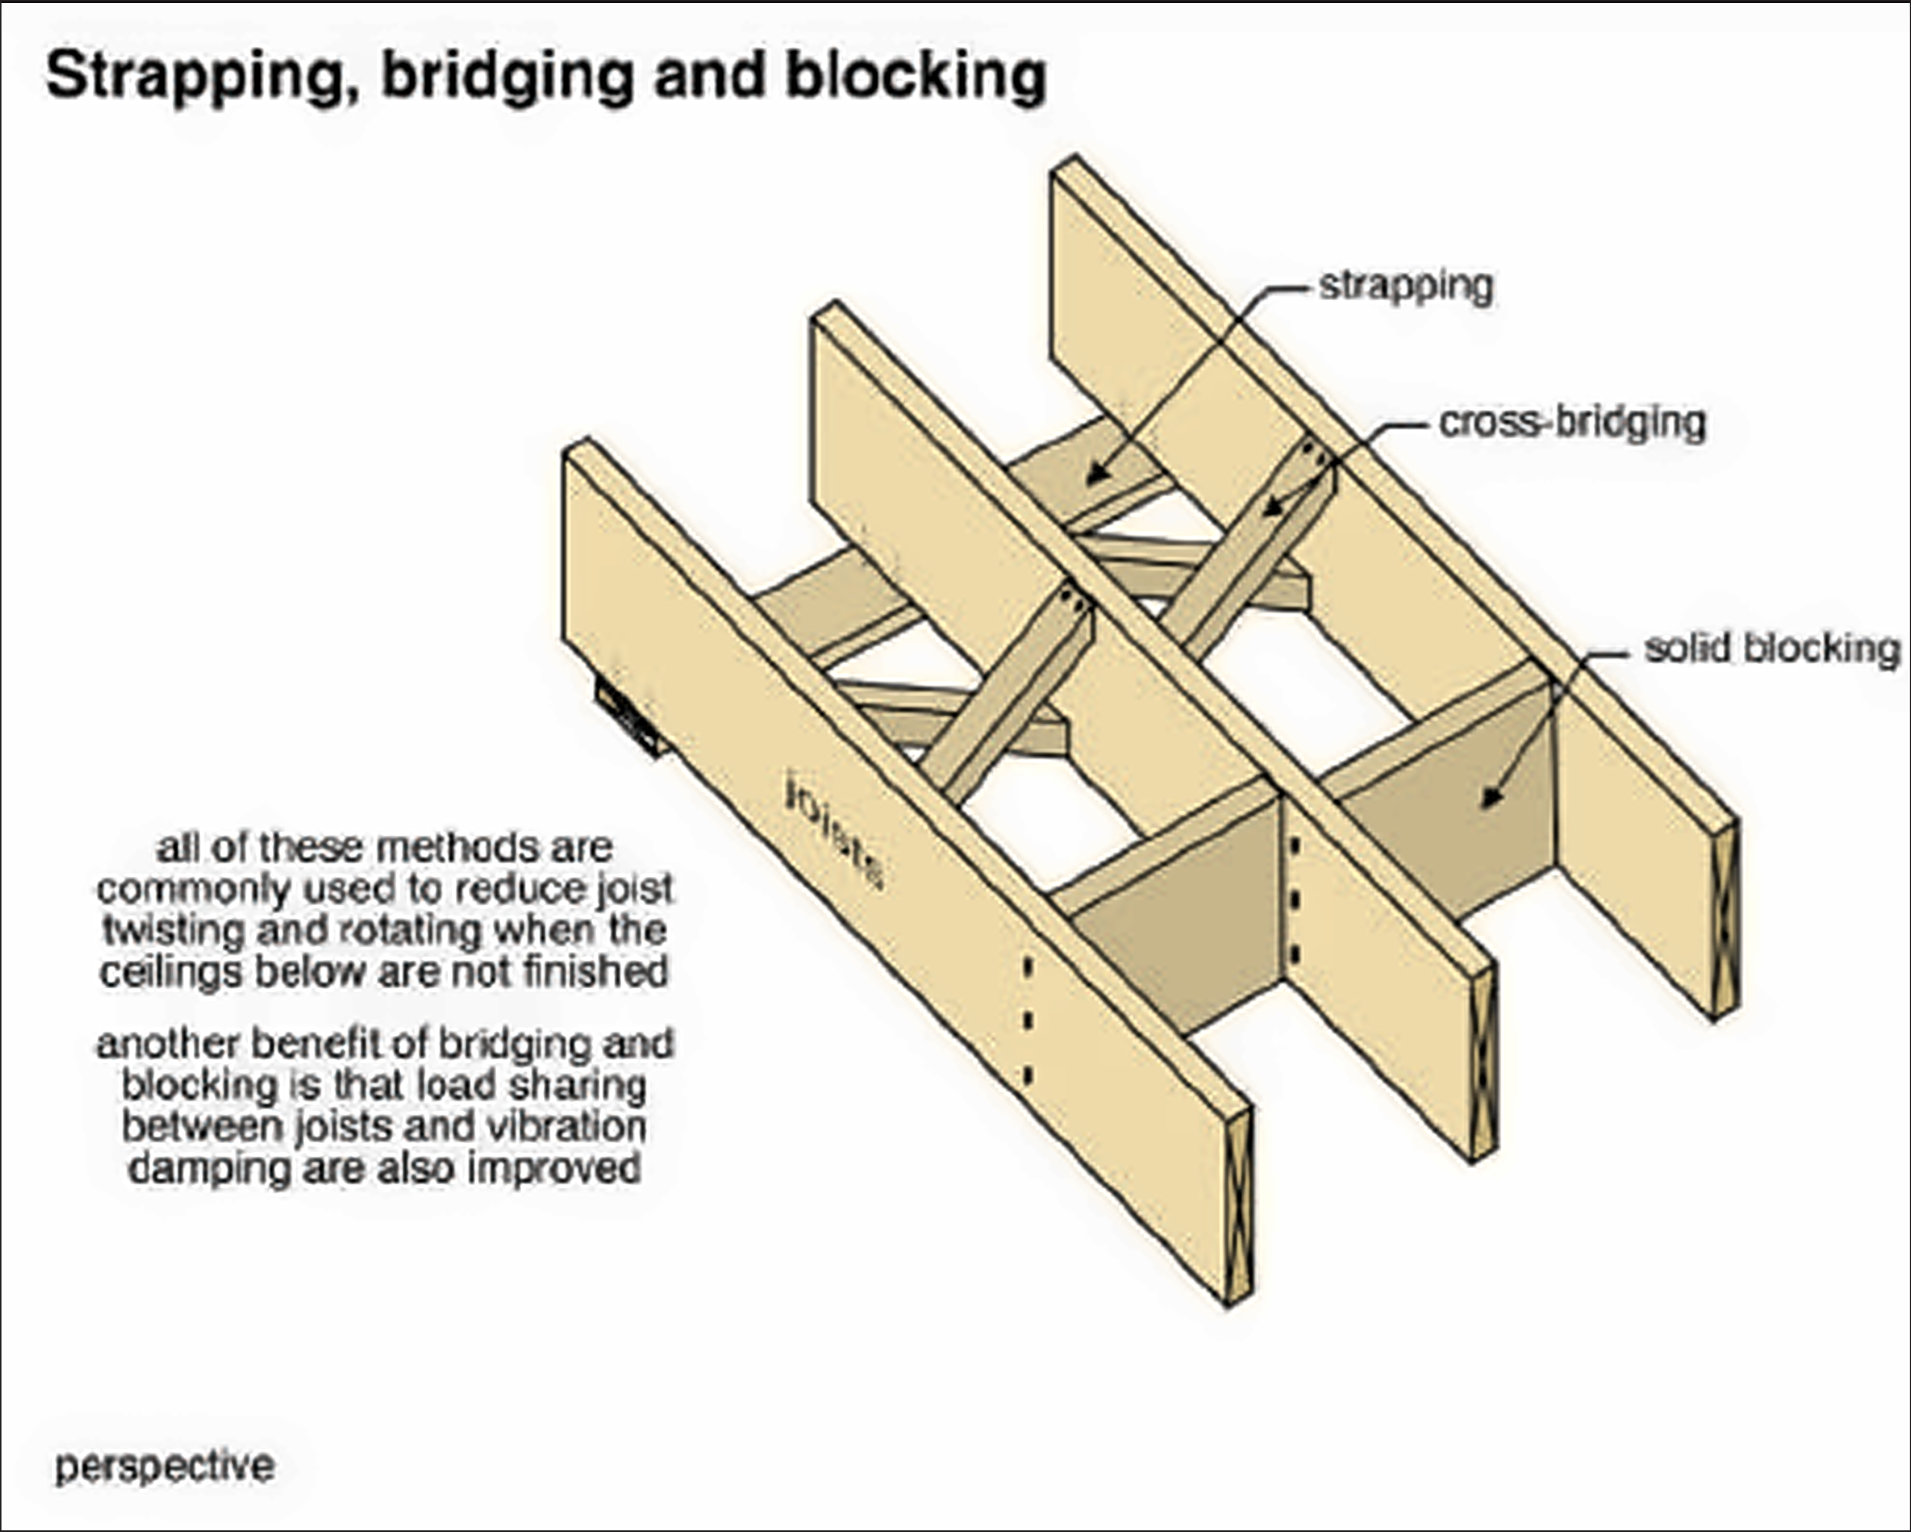 Strapping, bridging and blocking
strapping
cross-bridging
solid blocking
joists
all of these methods are
commonly used to reduce joist
twisting and rotating when the
ceilings below are not finished
another benefit of bridging and
blocking is that load sharing
between joists and vibration
damping are also improved
perspective